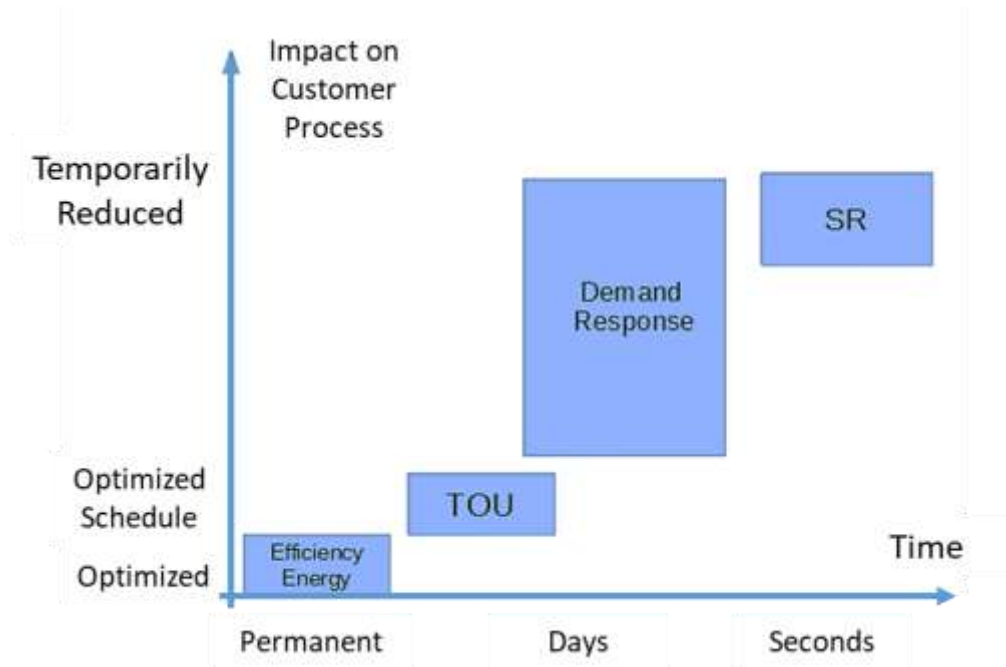 Impact on
Customer
Process
Temporarily
Reduced
SR
Demand
Response
Optimized
Schedule
TOU
Efficiency
Energy
Optimized
Time
Permanent
Days
Seconds